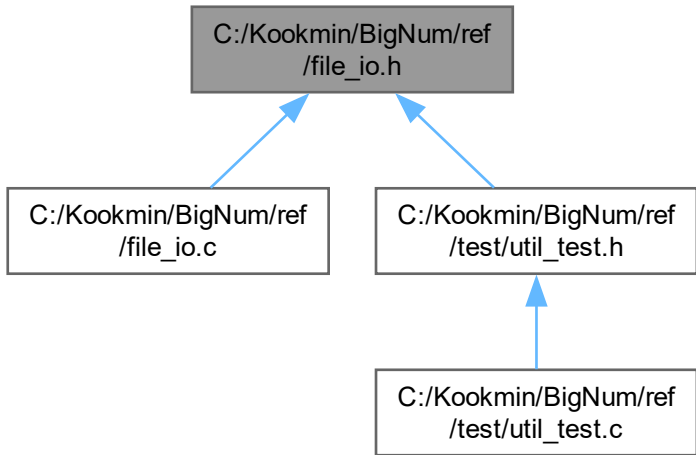 C:/Kookmin/BigNum/ref
/file_io.h
C:/Kookmin/BigNum/ref
/file_io.c
C:/Kookmin/BigNum/ref
/test/util_test.h
C:/Kookmin/BigNum/ref
/test/util_test.c